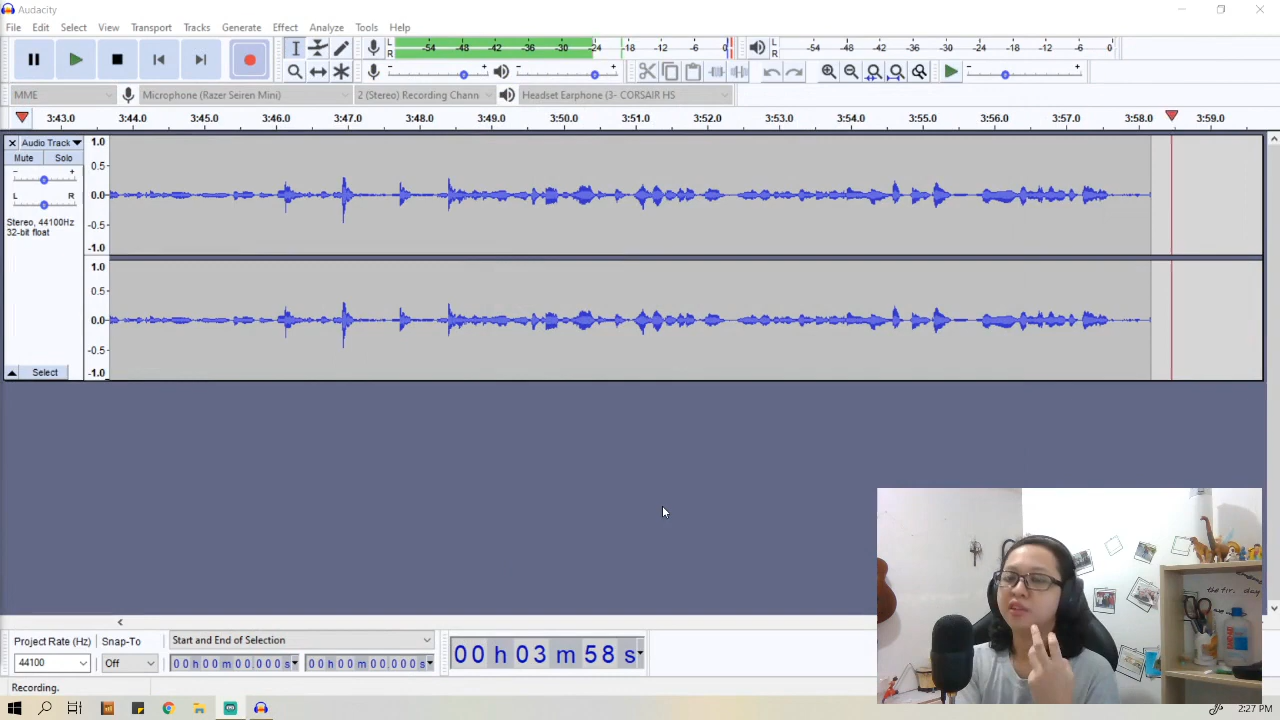 Audacity
File Edit Select View Transport Tracks Generate Effect Analyze Tools Help
L
R
-54 -48 -42 -36 -30 -24 -18 -12 -6 0
L
R
-54 -48 -42 -36 -30 -24 -18 -12 -6 0
- +
- +
- +
MME
Microphone (Razer Seiren Mini)
2 (Stereo) Recording Chann
Headset Earphone (3- CORSAIR HS
3:43.0 3:44.0 3:45.0 3:46.0 3:47.0 3:48.0 3:49.0 3:50.0 3:51.0 3:52.0 3:53.0 3:54.0 3:55.0 3:56.0 3:57.0 3:58.0 3:59.0
Audio Track
Mute Solo
- +
L R
Stereo, 44100Hz
32-bit float
Select
1.0
0.5
0.0
-0.5
-1.0
1.0
0.5
0.0
-0.5
-1.0
the fir. day
Project Rate (Hz) Snap-To
44100 Off
Start and End of Selection
00 h 00 m 00.000 s 00 h 00 m 00.000 s
00 h 03 m 58 s
Recording.
2:27 PM